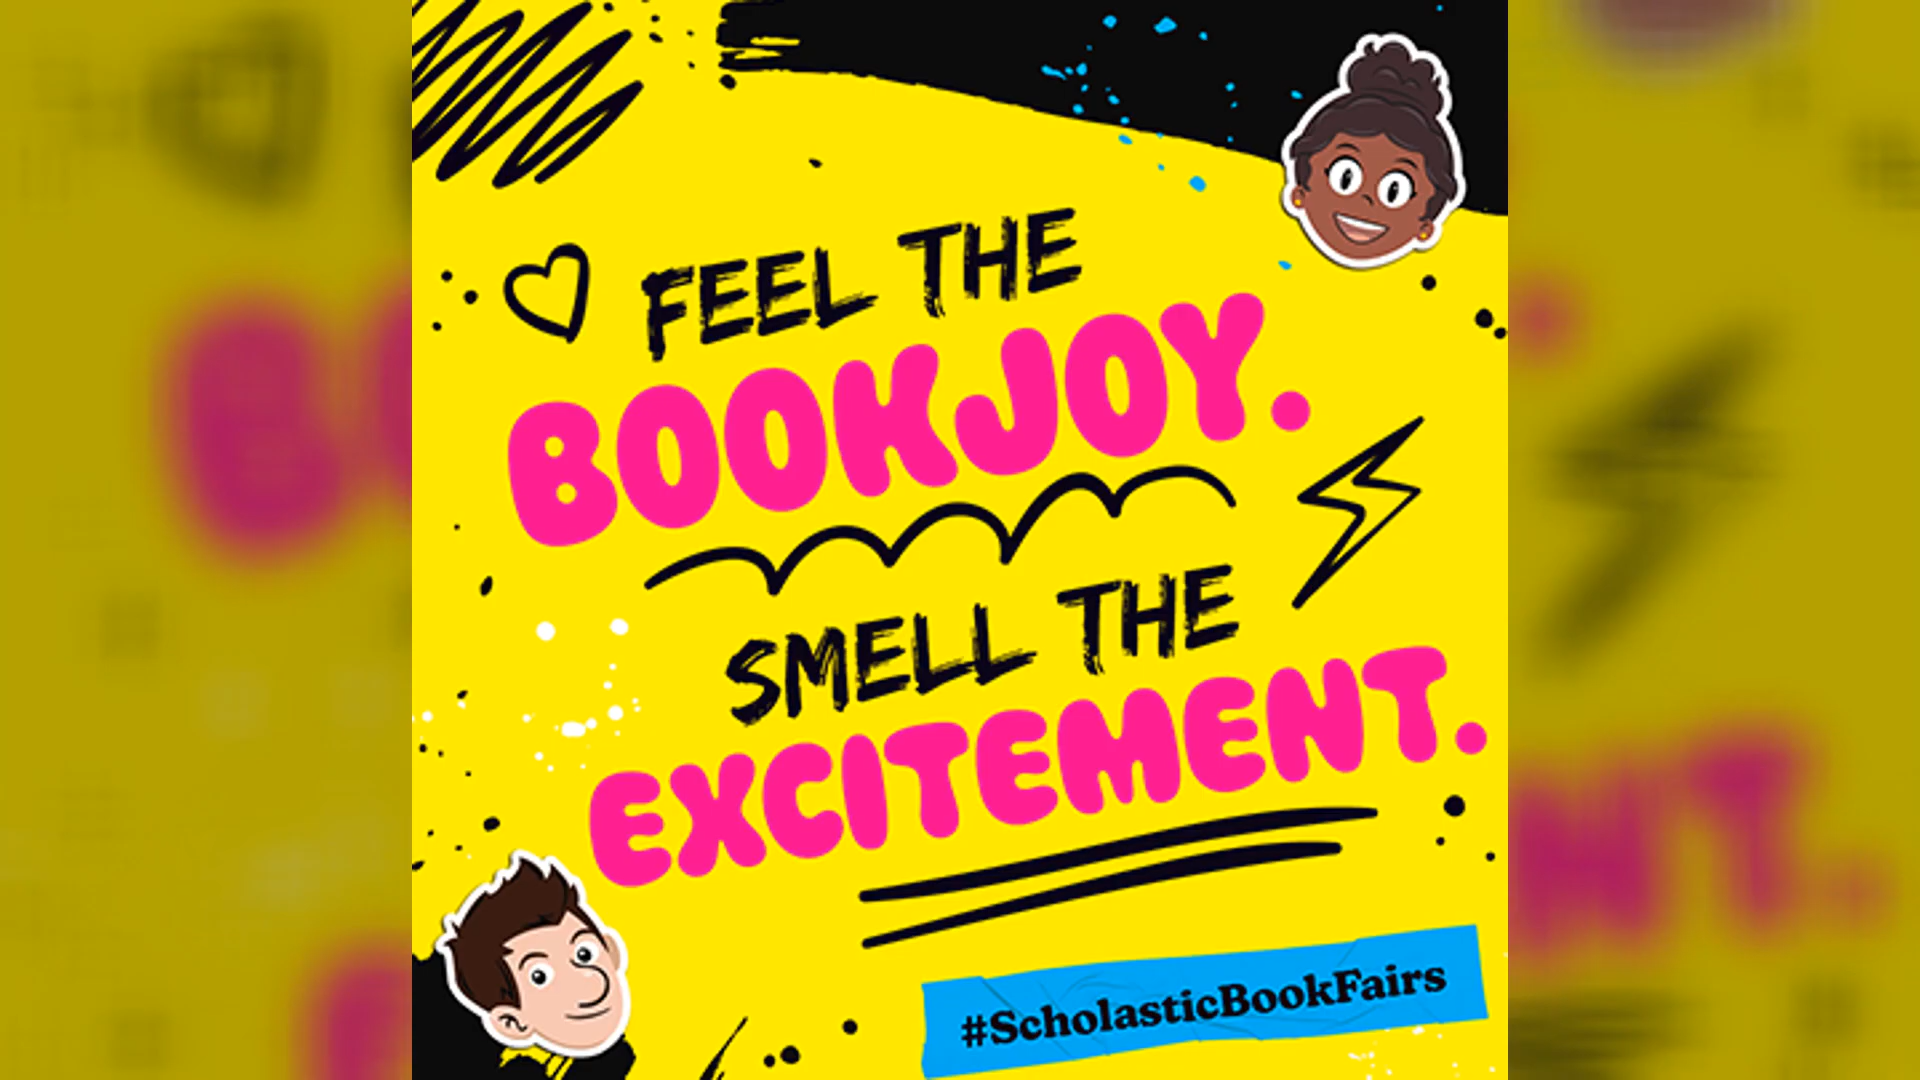 FEEL THE
BOOKJOY.
SMELL THE
EXCITEMENT.
#ScholasticBookFairs